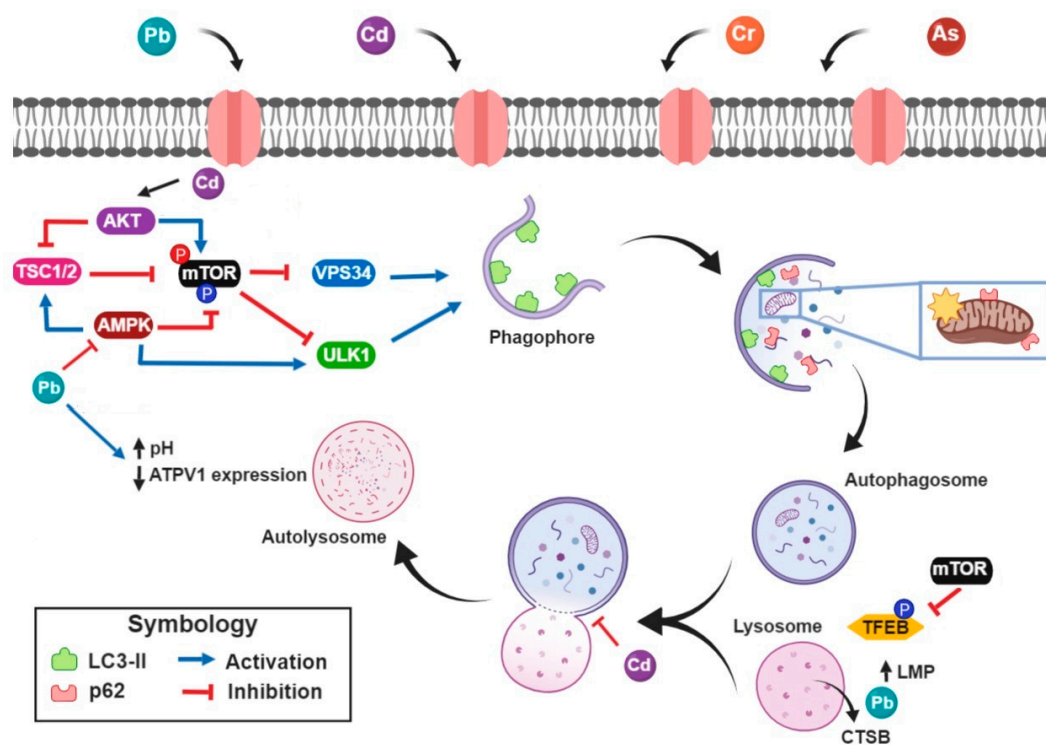 Pb
Cd
Cr
As
Cd
AKT
P
TSC1/2
mTOR
VPS34
P
AMPK
ULK1
Phagophore
Pb
pH
ATPV1 expression
Autophagosome
Autolysosome
mTOR
P
TFEB
Lysosome
LMP
Cd
Pb
CTSB
Symology
LC3-II
Activation
p62
Inhibition